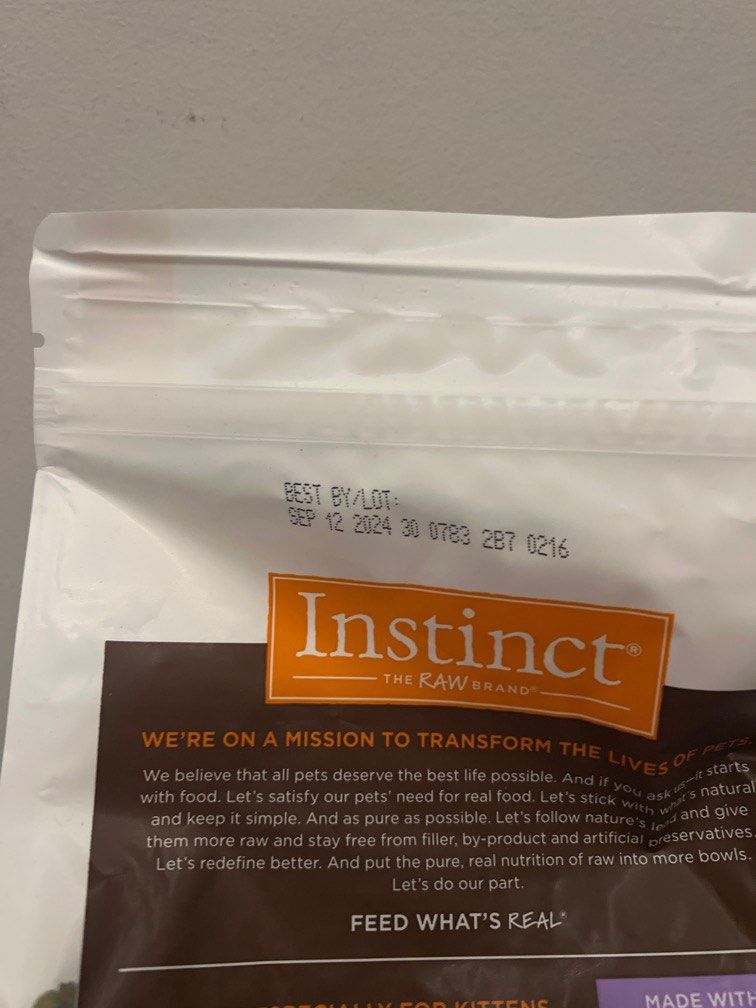 BEST BY/LOT:
SEP 12 2024 30 0783 2B7 0216
Instinct®
THE RAW BRAND®
WE'RE ON A MISSION TO TRANSFORM THE LIVES OF PETS.
We believe that all pets deserve the best life possible. And if you ask us—it starts
with food. Let's satisfy our pets' need for real food. Let's stick with what's natural
and keep it simple. And as pure as possible. Let's follow nature's lead and give
them more raw and stay free from filler, by-product and artificial preservatives.
Let's redefine better. And put the pure, real nutrition of raw into more bowls.
Let's do our part.
FEED WHAT'S REAL®
ESPECIALLY FOR KITTENS
MADE WITH